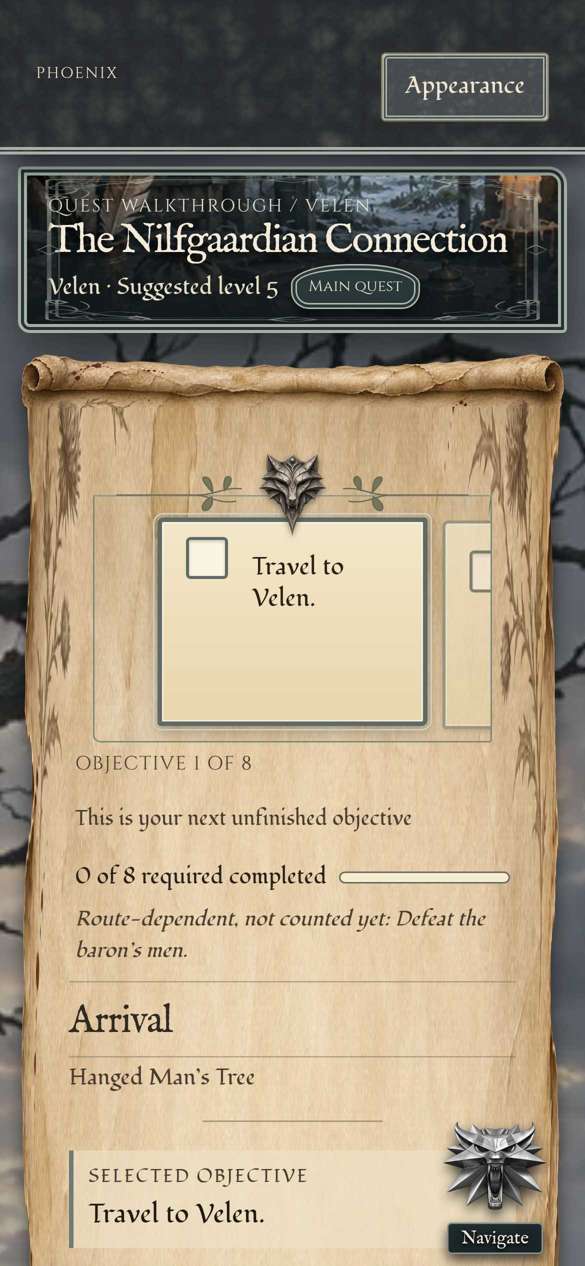 PHOENIX
Appearance
QUEST WALKTHROUGH / VELEN
The Nilfgaardian Connection
Velen · Suggested level 5 MAIN QUEST
Travel to
Velen.
OBJECTIVE 1 OF 8
This is your next unfinished objective
0 of 8 required completed
Route-dependent, not counted yet: Defeat the
baron's men.
Arrival
Hanged Man's Tree
SELECTED OBJECTIVE
Travel to Velen.
Navigate